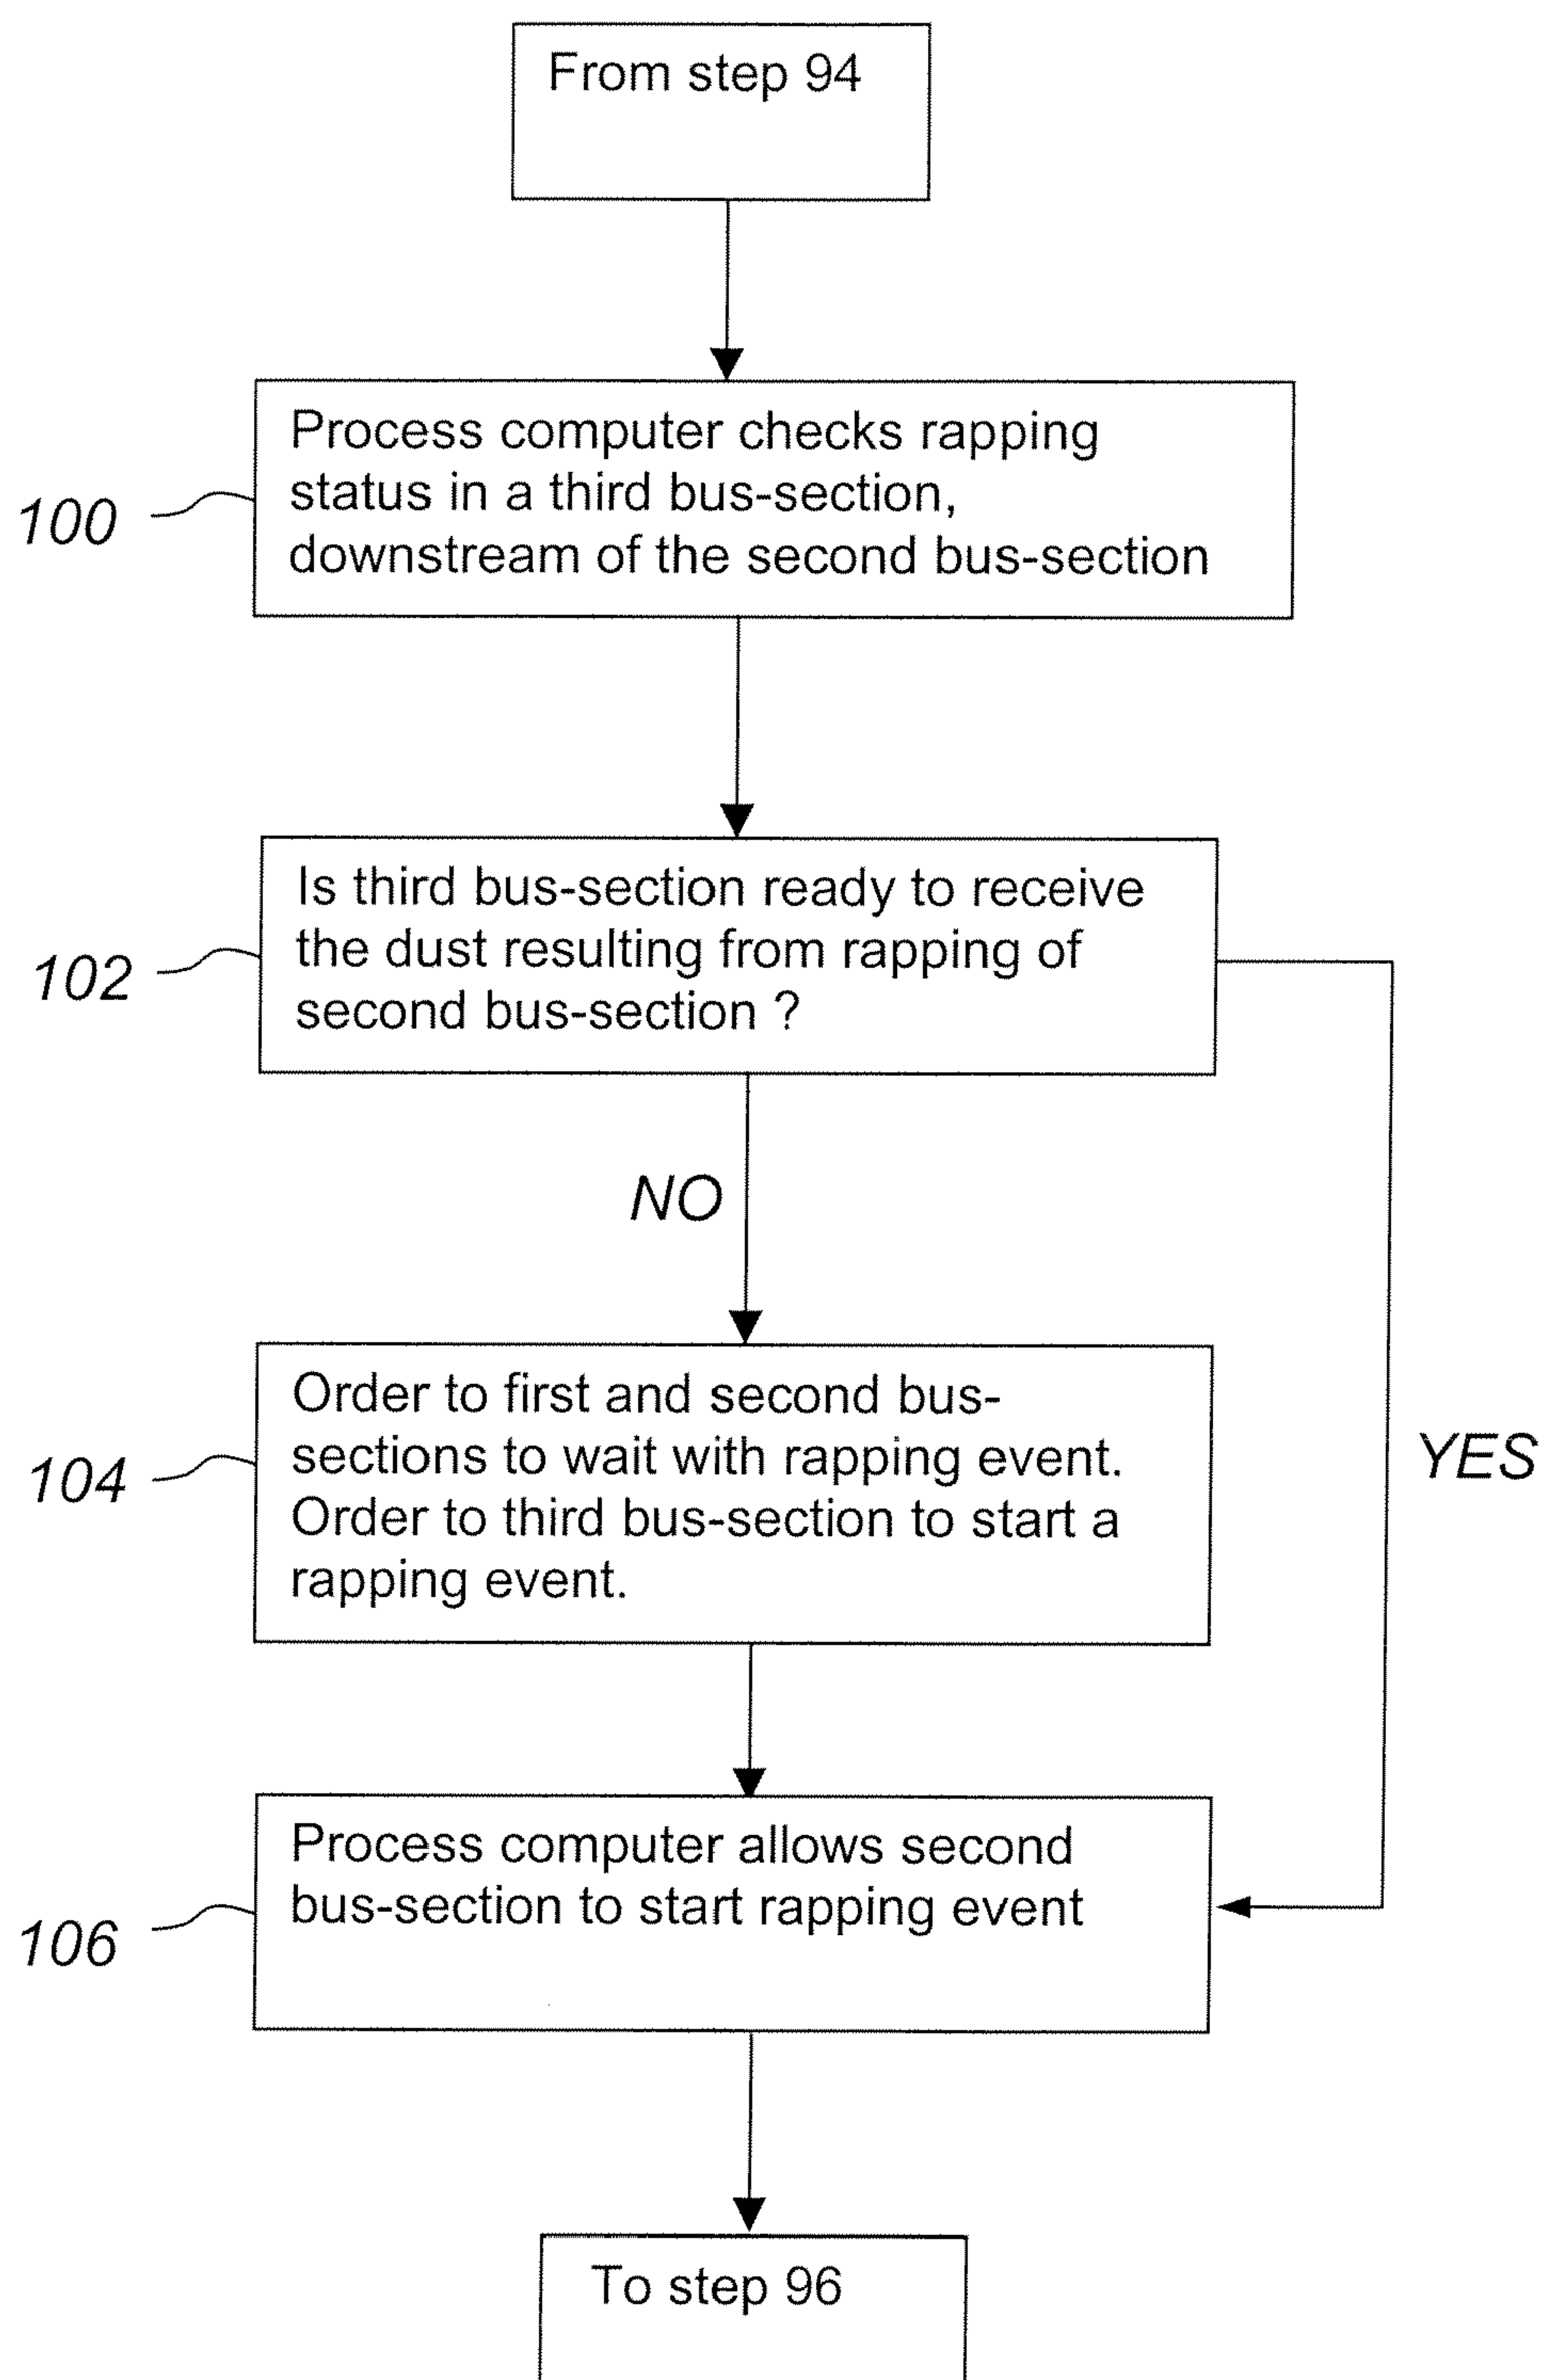 From step 94
Process computer checks rapping
status in a third bus-section,
downstream of the second bus-section
100
Is third bus-section ready to receive
the dust resulting from rapping of
second bus-section ?
102
NO
YES
Order to first and second bus-
sections to wait with rapping event.
Order to third bus-section to start a
rapping event.
104
Process computer allows second
bus-section to start rapping event
106
To step 96